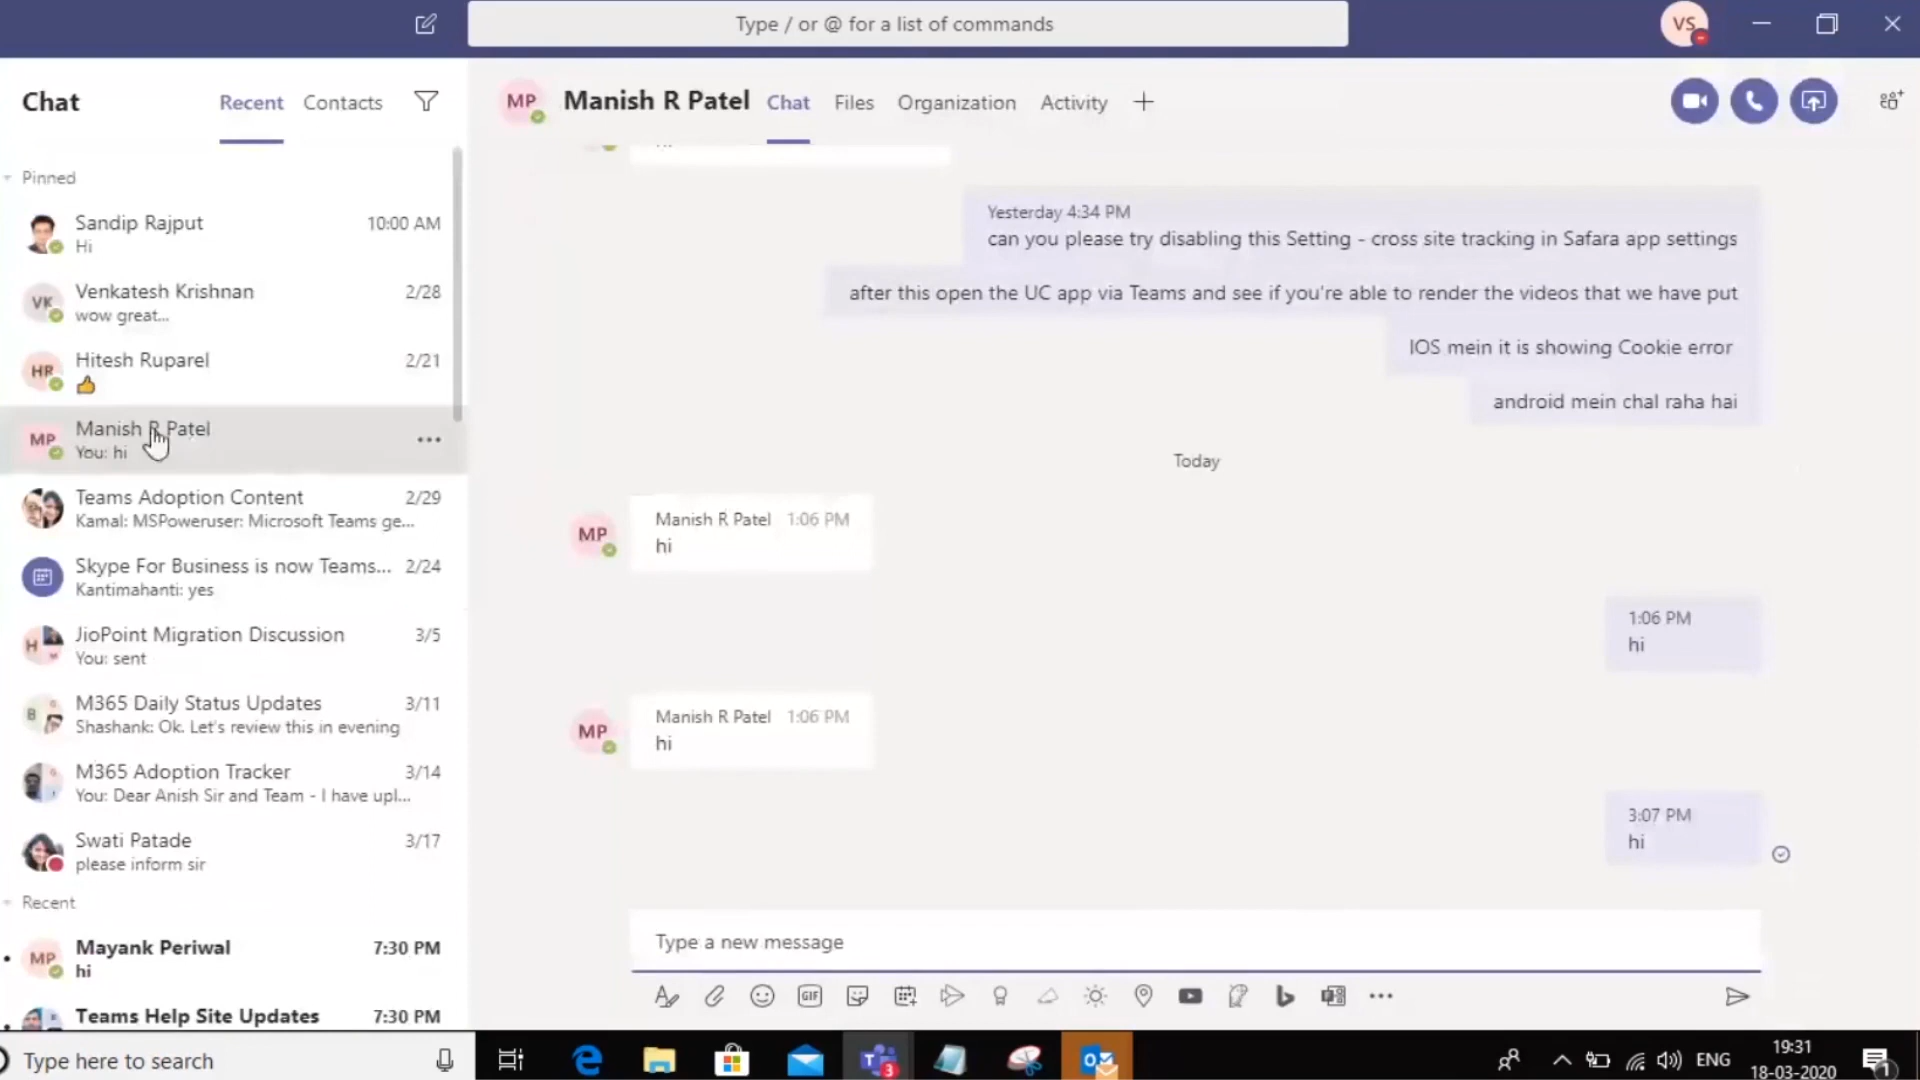 Type / or @ for a list of commands
VS
Chat
Recent
Contacts
MP
Manish R Patel
Chat
Files
Organization
Activity
Pinned
Sandip Rajput 10:00 AM
Hi
VK
Venkatesh Krishnan 2/28
wow great...
HR
Hitesh Ruparel 2/21
MP
Manish R Patel
You: hi
Teams Adoption Content 2/29
Kamal: MSPoweruser: Microsoft Teams ge...
Skype For Business is now Teams... 2/24
Kantimahanti: yes
H
JioPoint Migration Discussion 3/5
You: sent
B
M365 Daily Status Updates 3/11
Shashank: Ok. Let's review this in evening
M365 Adoption Tracker 3/14
You: Dear Anish Sir and Team - I have upl...
Swati Patade 3/17
please inform sir
Recent
MP
Mayank Periwal 7:30 PM
hi
Teams Help Site Updates 7:30 PM
Yesterday 4:34 PM
can you please try disabling this Setting - cross site tracking in Safara app settings
after this open the UC app via Teams and see if you're able to render the videos that we have put
IOS mein it is showing Cookie error
android mein chal raha hai
Today
MP
Manish R Patel 1:06 PM
hi
1:06 PM
hi
MP
Manish R Patel 1:06 PM
hi
3:07 PM
hi
Type a new message
GIF
Type here to search
T
3
ENG
19:31
18-03-2020
1